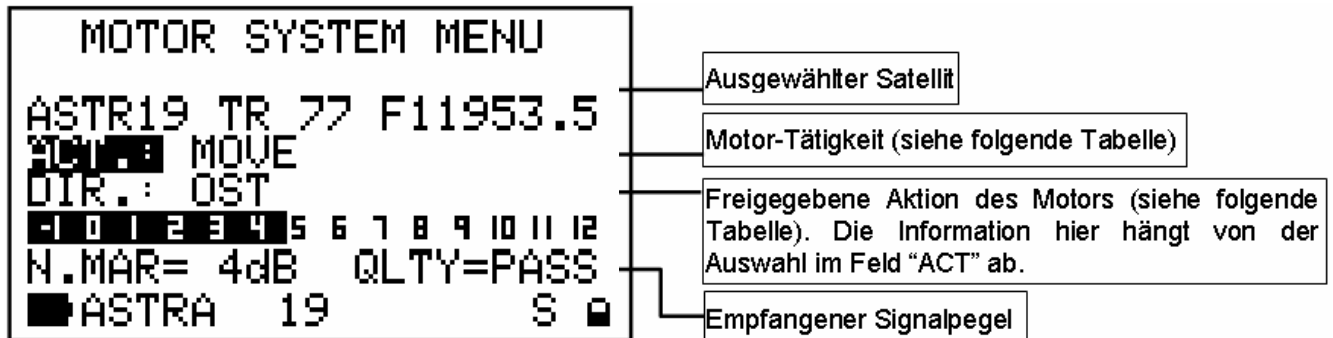 MOTOR SYSTEM MENU
ASTR19 TR 77 F11953.5
ACT.: MOVE
DIR.: OST
-1 0 1 2 3 4 5 6 7 8 9 10 11 12
N.MAR= 4dB QLTY=PASS
ASTRA 19 S
Ausgewählter Satellit
Motor-Tätigkeit (siehe folgende Tabelle)
Freigegebene Aktion des Motors (siehe folgende
Tabelle). Die Information hier hängt von der
Auswahl im Feld “ACT” ab.
Empfangener Signalpegel